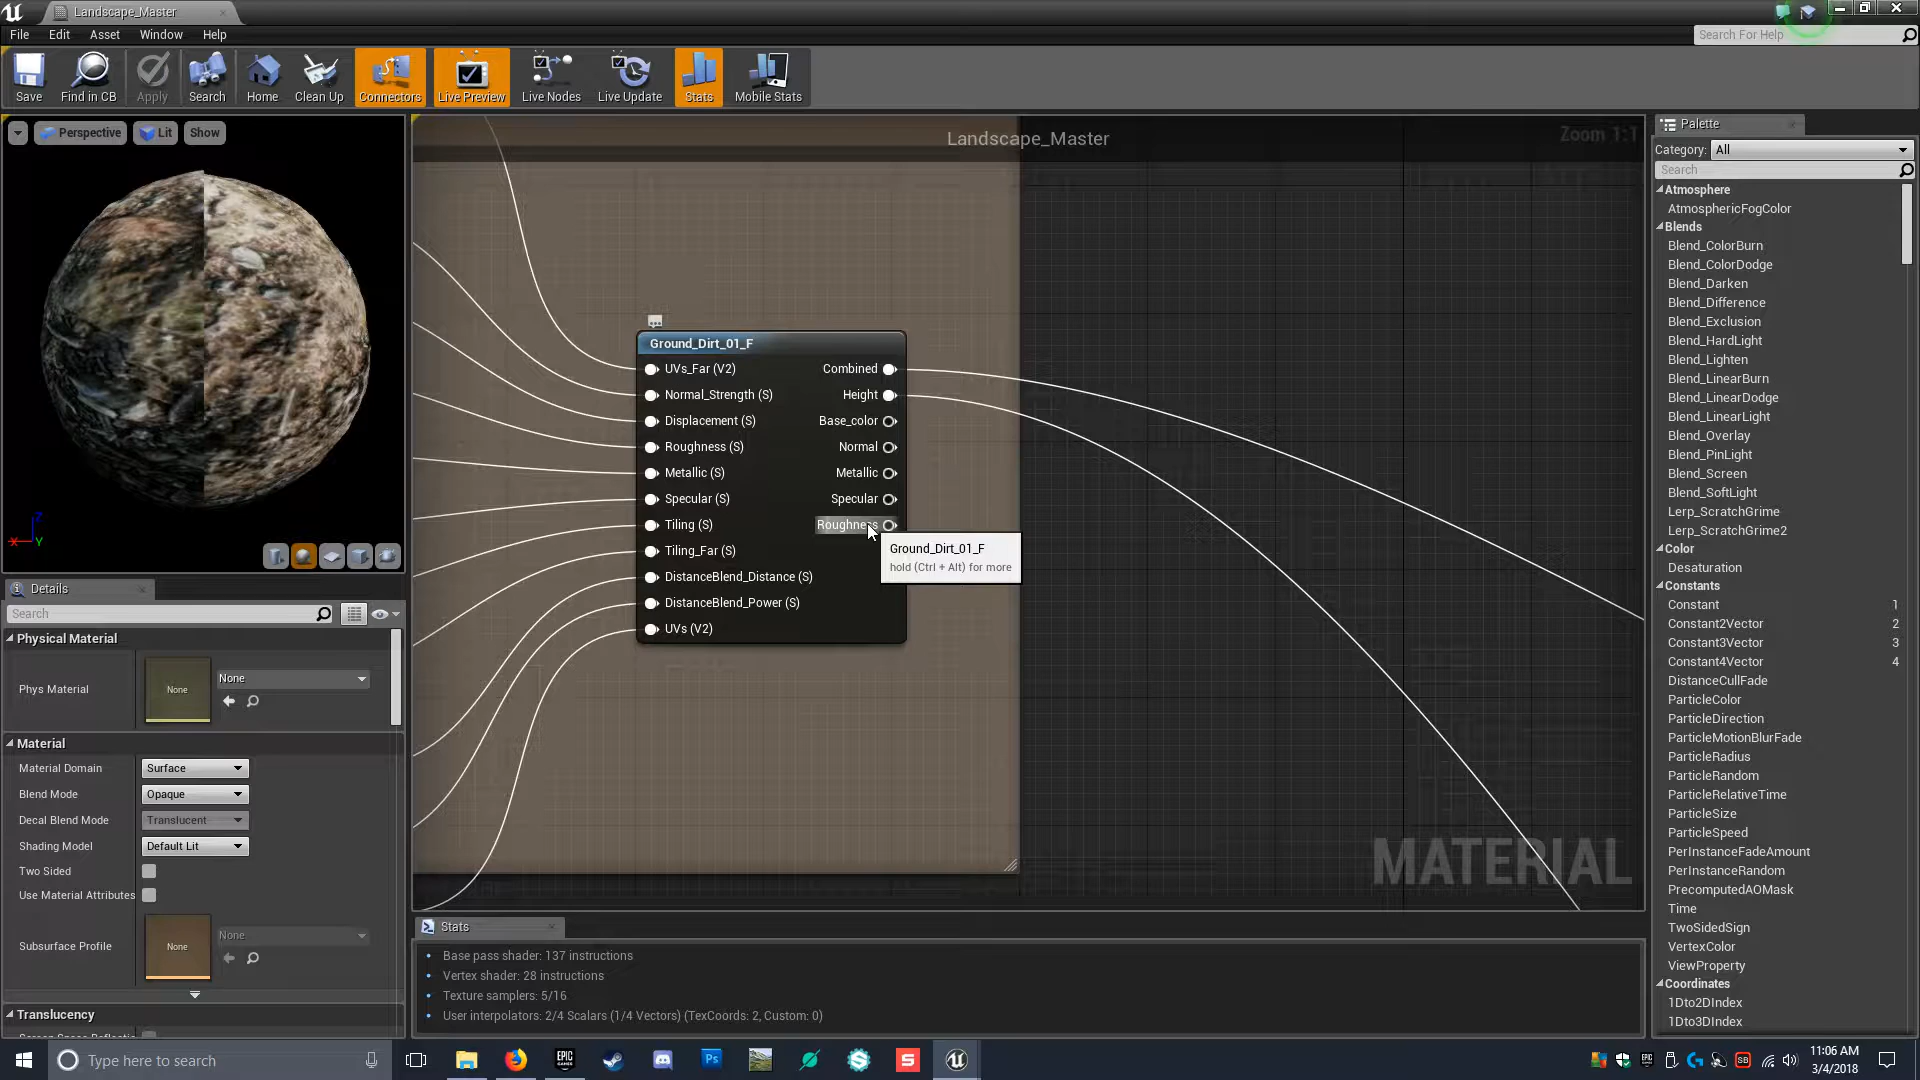 Landscape_Master
File Edit Asset Window Help
Search For Help
Save Find in CB Apply Search Home Clean Up Connectors Live Preview Live Nodes Live Update Stats Mobile Stats
Perspective Lit Show
X Z Y
Landscape_Master
Zoom 1:1
Ground_Dirt_01_F
UVs_Far (V2) Combined
Normal_Strength (S) Height
Displacement (S) Base_color
Roughness (S) Normal
Metallic (S) Metallic
Specular (S) Specular
Tiling (S) Roughness
Tiling_Far (S)
DistanceBlend_Distance (S)
DistanceBlend_Power (S)
UVs (V2)
Ground_Dirt_01_F
hold (Ctrl + Alt) for more
MATERIAL
Details
Search
Physical Material
Phys Material
None
None
Material
Material Domain Surface
Blend Mode Opaque
Decal Blend Mode Translucent
Shading Model Default Lit
Two Sided
Use Material Attributes
Subsurface Profile
None
None
Translucency
Stats
Base pass shader: 137 instructions
Vertex shader: 28 instructions
Texture samplers: 5/16
User interpolators: 2/4 Scalars (1/4 Vectors) (TexCoords: 2, Custom: 0)
Palette
Category: All
Search
Atmosphere
AtmosphericFogColor
Blends
Blend_ColorBurn
Blend_ColorDodge
Blend_Darken
Blend_Difference
Blend_Exclusion
Blend_HardLight
Blend_Lighten
Blend_LinearBurn
Blend_LinearDodge
Blend_LinearLight
Blend_Overlay
Blend_PinLight
Blend_Screen
Blend_SoftLight
Lerp_ScratchGrime
Lerp_ScratchGrime2
Color
Desaturation
Constants
Constant 1
Constant2Vector 2
Constant3Vector 3
Constant4Vector 4
DistanceCullFade
ParticleColor
ParticleDirection
ParticleMotionBlurFade
ParticleRadius
ParticleRandom
ParticleRelativeTime
ParticleSize
ParticleSpeed
PerInstanceFadeAmount
PerInstanceRandom
PrecomputedAOMask
Time
TwoSidedSign
VertexColor
ViewProperty
Coordinates
1Dto2DIndex
1Dto3DIndex
Type here to search
EPIC GAMES
Ps
S
SB
11:06 AM
3/4/2018